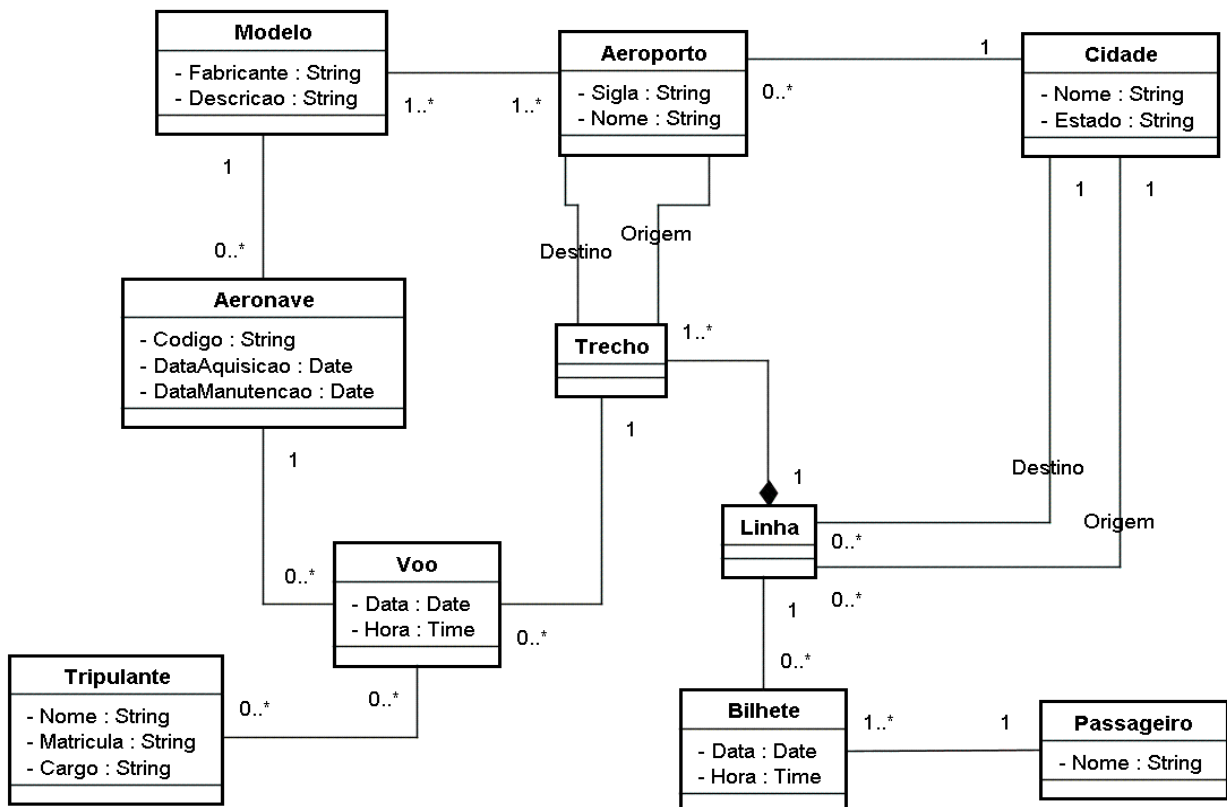 Modelo
- Fabricante : String
- Descricao : String
1..*
1..*
Aeroporto
- Sigla : String
- Nome : String
0..*
1
Cidade
- Nome : String
- Estado : String
1
1
1
0..*
Destino
Origem
Aeronave
- Codigo : String
- DataAquisicao : Date
- DataManutencao : Date
1
Trecho
1..*
1
1
Linha
0..*
0..*
Destino
Origem
1
0..*
0..*
Voo
- Data : Date
- Hora : Time
0..*
0..*
Tripulante
- Nome : String
- Matricula : String
- Cargo : String
0..*
Bilhete
- Data : Date
- Hora : Time
1..*
1
Passageiro
- Nome : String